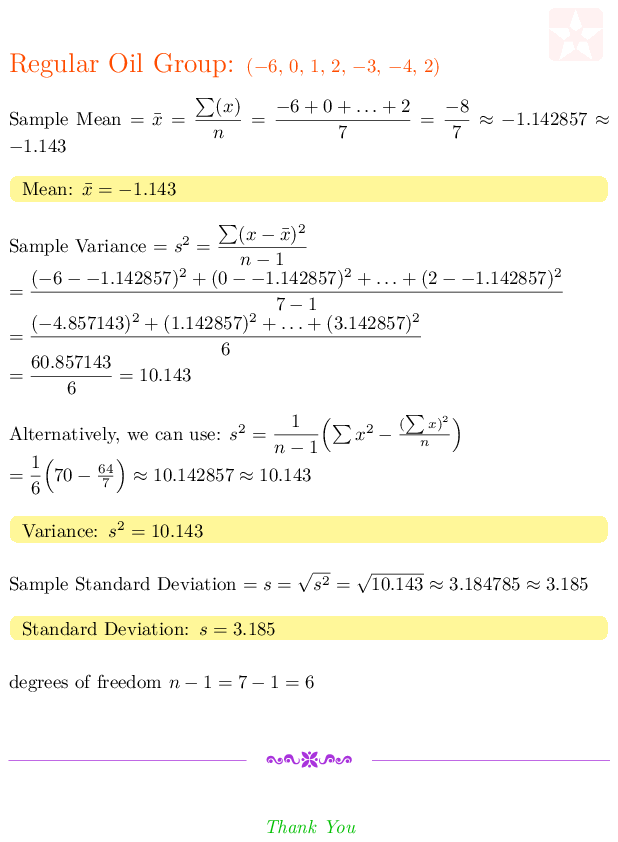 Regular Oil Group: (−6, 0, 1, 2, −3, −4, 2)
Sample Mean = x̄ = ∑(x)/n = (−6 + 0 + … + 2)/7 = −8/7 ≈ −1.142857 ≈
−1.143
Mean: x̄ = −1.143
Sample Variance = s² = ∑(x − x̄)²/(n − 1)
= ((−6 − −1.142857)² + (0 − −1.142857)² + … + (2 − −1.142857)²)/(7 − 1)
= ((−4.857143)² + (1.142857)² + … + (3.142857)²)/6
= 60.857143/6 = 10.143
Alternatively, we can use: s² = 1/(n − 1) (∑ x² − (∑ x)²/n)
= 1/6 (70 − 64/7) ≈ 10.142857 ≈ 10.143
Variance: s² = 10.143
Sample Standard Deviation = s = √s² = √10.143 ≈ 3.184785 ≈ 3.185
Standard Deviation: s = 3.185
degrees of freedom n − 1 = 7 − 1 = 6
Thank You